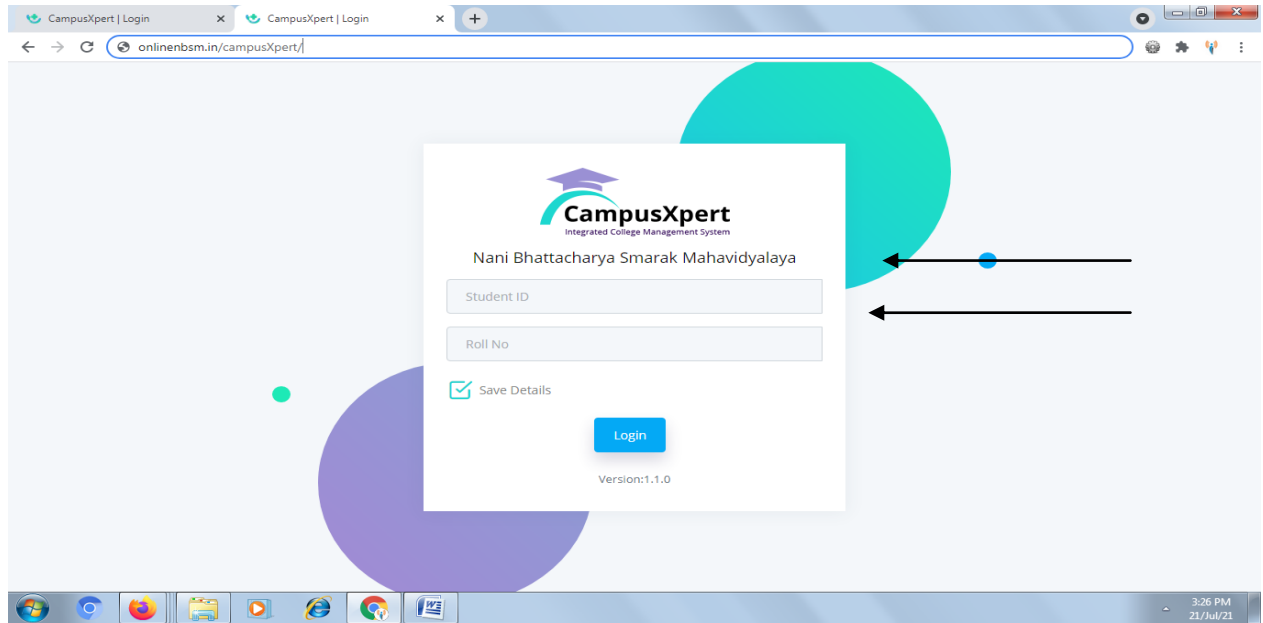 CampusXpert | Login
CampusXpert | Login
onlinenbsm.in/campusXpert/
CampusXpert
Integrated College Management System
Nani Bhattacharya Smarak Mahavidyalaya
Student ID
Roll No
Save Details
Login
Version:1.1.0
3:26 PM
21/Jul/21